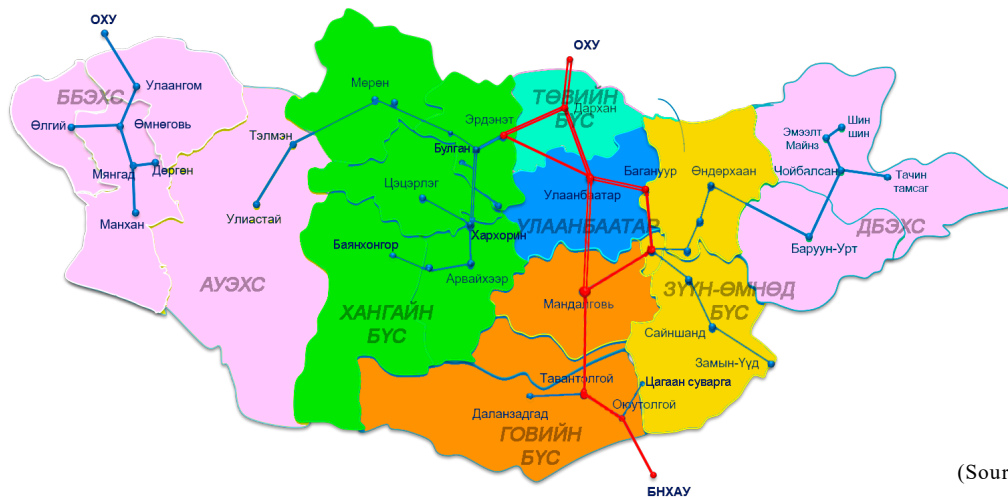 ОХУ
ББЭХС
Улаангом
Өлгий
Өмнөговь
Мянгад
Дөргөн
Манхан
Тэлмэн
Улиастай
АУЭХС
Мөрөн
Булган
Эрдэнэт
Цэцэрлэг
Хархорин
Баянхонгор
Арвайхээр
ХАНГАЙН
БҮС
ОХУ
ТӨВИЙН
БҮС
Дархан
Улаанбаатар
УЛААНБААТАР
Багануур
Өндөрхаан
Мандалговь
ЗҮҮН-ӨМНӨД
БҮС
Сайншанд
Замын-Үүд
Тавантолгой
Цагаан суварга
Оюутолгой
Даланзадгад
ГОВИЙН
БҮС
БНХАУ
Эмээлт
Майнз
Шин
шин
Чойбалсан
Тачин
тамсаг
Баруун-Урт
ДБЭХС
(Sour